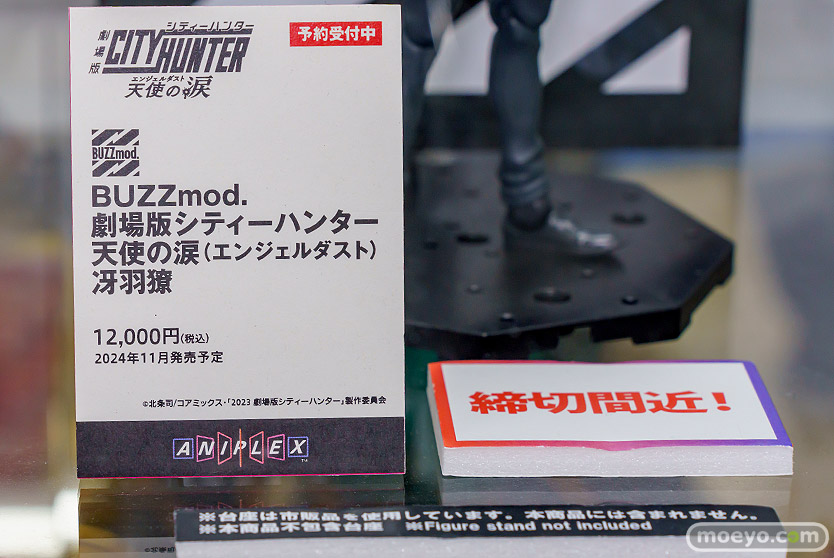 シティーハンター
予約受付中
劇場版
CITYHUNTER
エンジェルダスト
天使の涙
BUZZmod.
BUZZmod.
劇場版シティーハンター
天使の涙(エンジェルダスト)
冴羽獠
12,000円(税込)
2024年11月発売予定
©北条司/コアミックス・「2023 劇場版シティーハンター」製作委員会
ANIPLEX
締切間近!
※台座は市販品を使用しています。本商品には含まれません。
※本商品不包含台座 ※Figure stand not included
moeyo.com